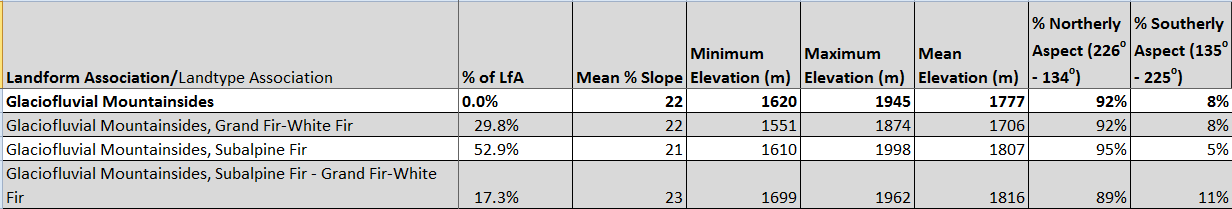 Landform Association/Landtype Association | % of LfA | Mean % Slope | Minimum Elevation (m) | Maximum Elevation (m) | Mean Elevation (m) | % Northerly Aspect (226° - 134°) | % Southerly Aspect (135° - 225°)
Glaciofluvial Mountainsides | 0.0% | 22 | 1620 | 1945 | 1777 | 92% | 8%
Glaciofluvial Mountainsides, Grand Fir-White Fir | 29.8% | 22 | 1551 | 1874 | 1706 | 92% | 8%
Glaciofluvial Mountainsides, Subalpine Fir | 52.9% | 21 | 1610 | 1998 | 1807 | 95% | 5%
Glaciofluvial Mountainsides, Subalpine Fir - Grand Fir-White Fir | 17.3% | 23 | 1699 | 1962 | 1816 | 89% | 11%